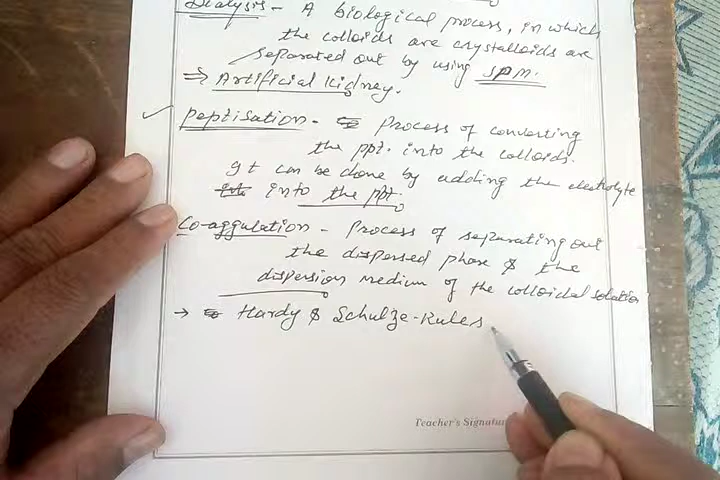 Dialysis - A biological process, in which
the colloids are crystalloids are
separated out by using SPM.
⇒ Artificial Kidney.
✓ Peptisation - Process of converting
the ppt. into the colloids.
It can be done by adding the electrolyte
into the ppt.
Co-aggulation - Process of separating out
the dispersed phase & the
dispersion medium of the colloidal solution
→ Hardy & Schulze-Rules
Teacher's Signatu